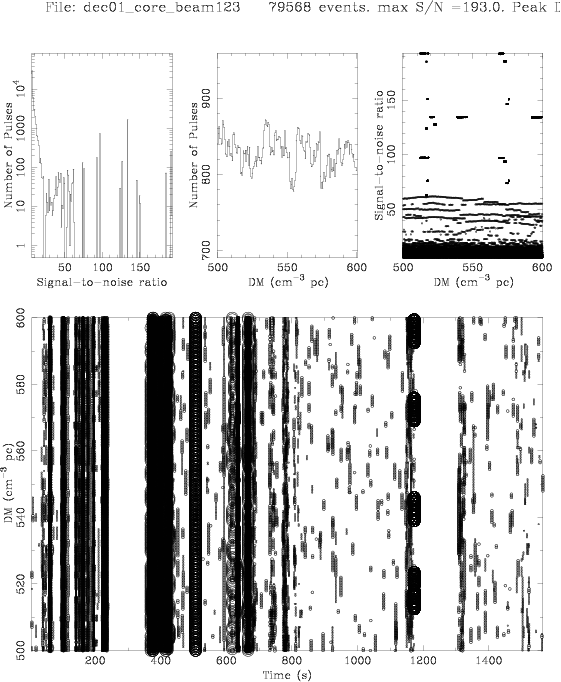 File: dec01_core_beam123 79568 events. max S/N =193.0. Peak D
Number of Pulses
1 10 100 1000 10⁴
50 100 150
Signal-to-noise ratio
Number of Pulses
700 800 900
500 550 600
DM (cm⁻³ pc)
Signal-to-noise ratio
50 100 150
500 550 600
DM (cm⁻³ pc)
DM (cm⁻³ pc)
500 520 540 560 580 600
200 400 600 800 1000 1200 1400
Time (s)